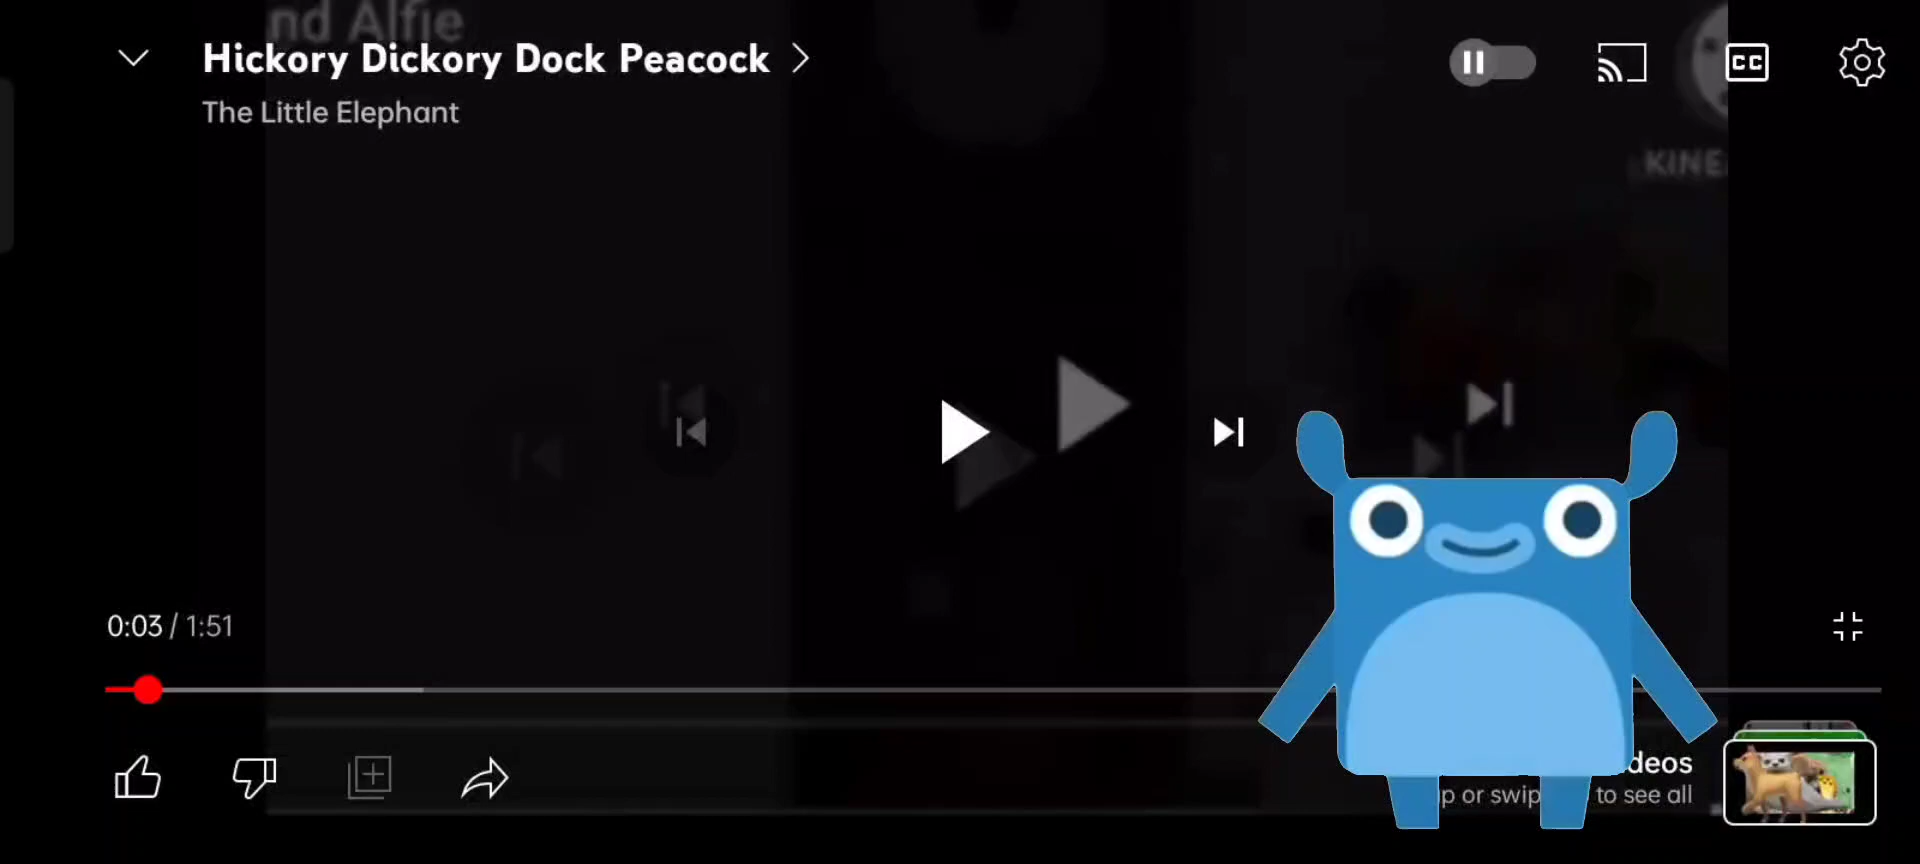 nd Alfie
Hickory Dickory Dock Peacock
The Little Elephant
CC
KINE
0:03 / 1:51
deos
p or swip to see all